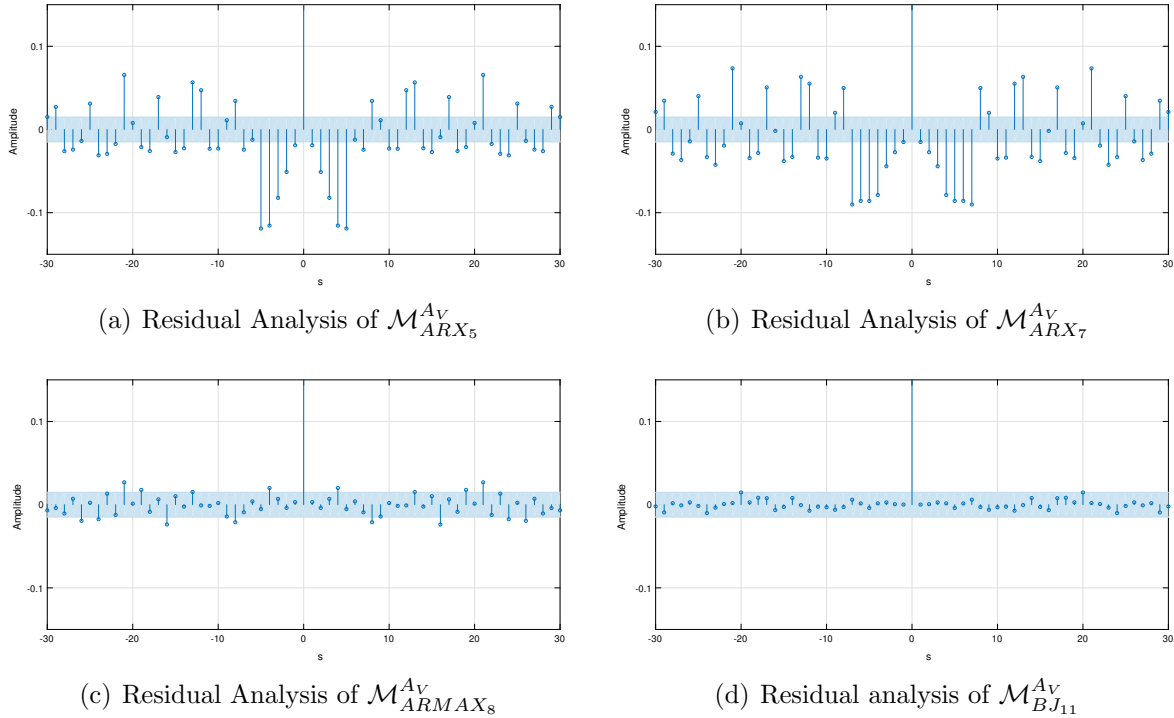 0.1
0.1
Amplitude
0
Amplitude
0
-0.1
-0.1
-30 -20 -10 0 10 20 30
-30 -20 -10 0 10 20 30
s
s
(a) Residual Analysis of $\mathcal{M}^{A_V}_{ARX_5}$
(b) Residual Analysis of $\mathcal{M}^{A_V}_{ARX_7}$
0.1
0.1
Amplitude
0
Amplitude
0
-0.1
-0.1
-30 -20 -10 0 10 20 30
-30 -20 -10 0 10 20 30
s
s
(c) Residual Analysis of $\mathcal{M}^{A_V}_{ARMAX_8}$
(d) Residual analysis of $\mathcal{M}^{A_V}_{BJ_{11}}$